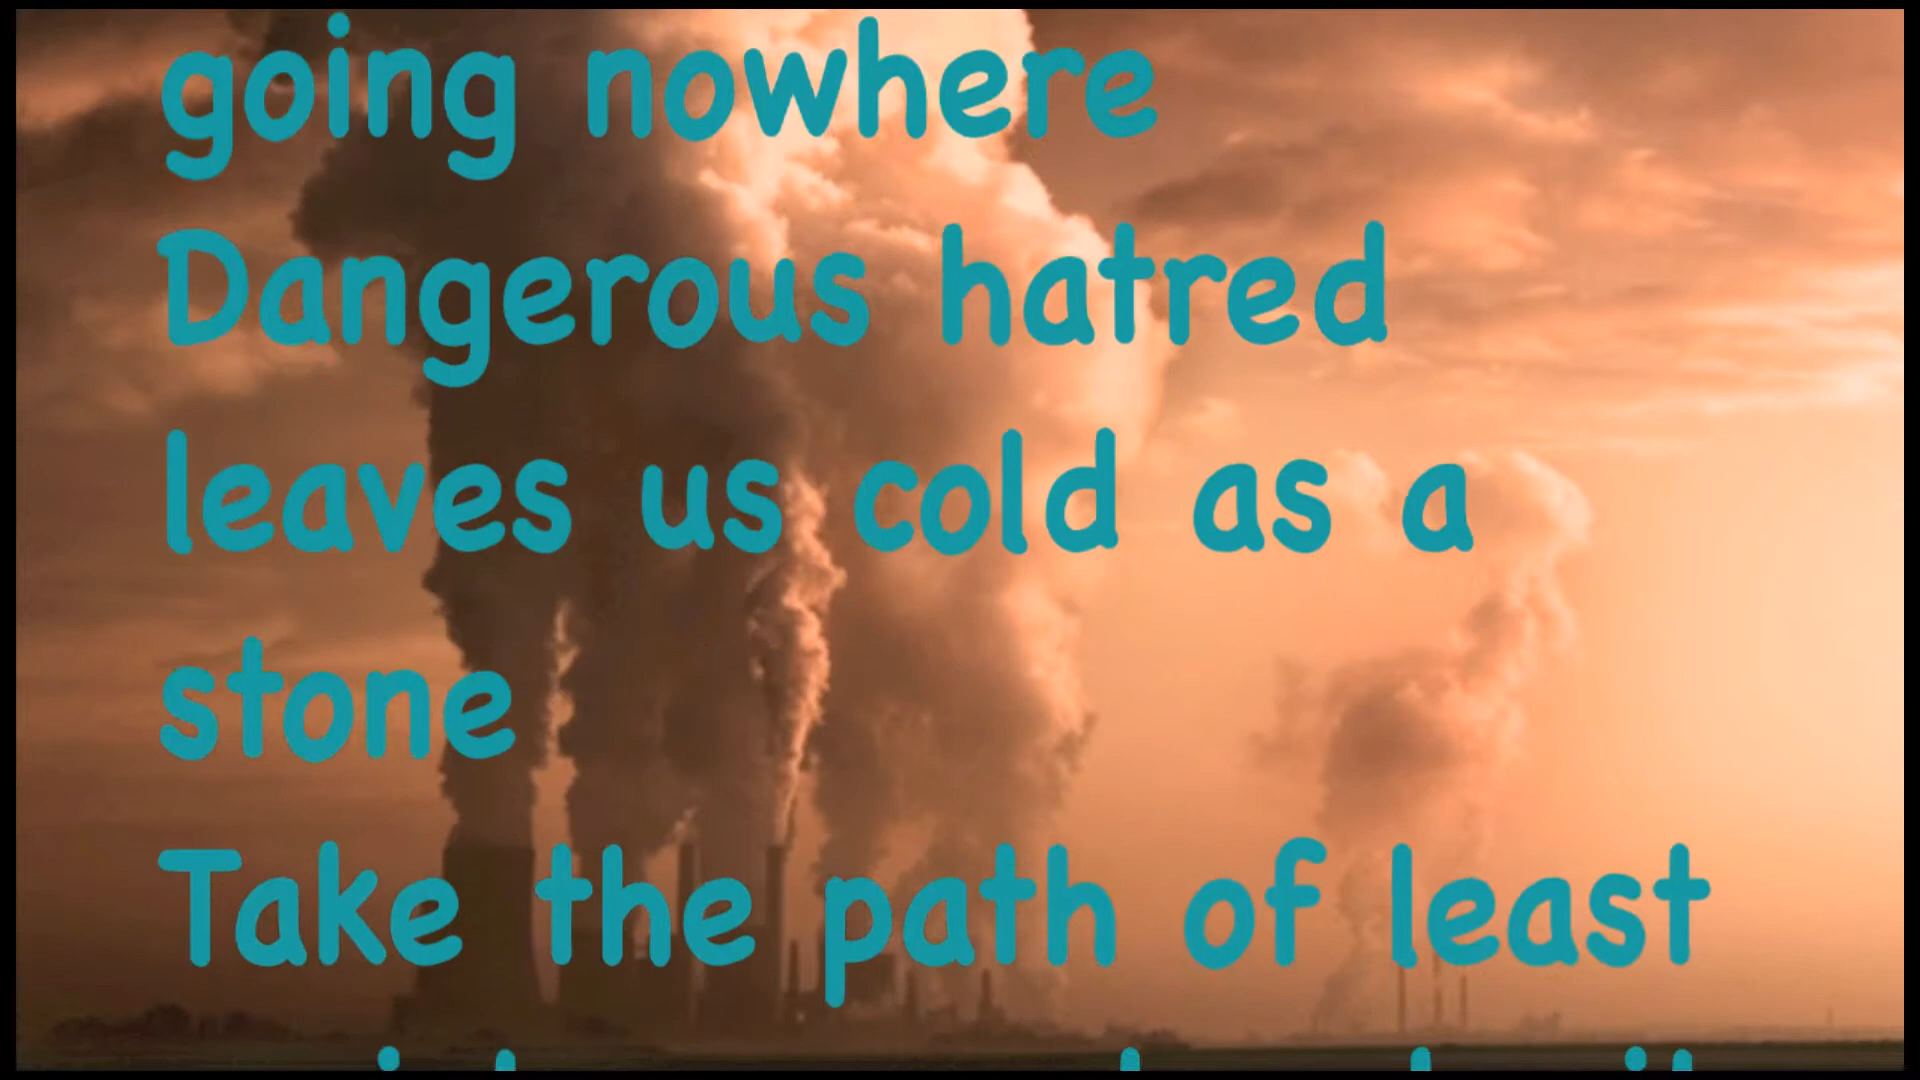 going nowhere
Dangerous hatred
leaves us cold as a
stone
Take the path of least